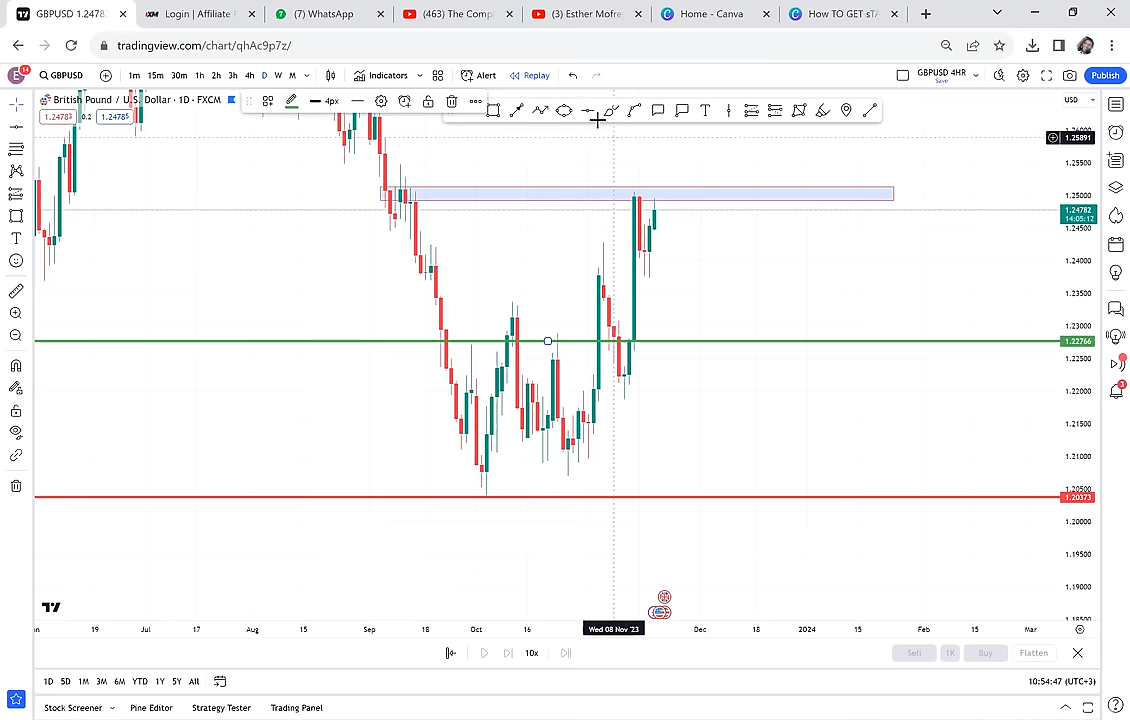 GBPUSD 1.2478
Login | Affiliate
(7) WhatsApp
(463) The Comp
(3) Esther Mofre
Home - Canva
How TO GET sTA
tradingview.com/chart/qhAc9p7z/
E
14
GBPUSD
1m 15m 30m 1h 2h 3h 4h D W M
Indicators
Alert
Replay
GBPUSD 4HR
Save
Publish
British Pound / U.S. Dollar · 1D · FXCM
1.24783 0.2 1.24785
4px
USD
1.25891
1.25500
1.25000
1.24782
14:05:12
1.24500
1.24000
1.23500
1.23000
1.22766
1.22500
1.22000
1.21500
1.21000
1.20500
1.20373
1.20000
1.19500
1.19000
1.18500
19 Jul 17 Aug 15 Sep 18 Oct 16 Wed 08 Nov '23 Dec 18 2024 15 Feb 15 Mar
10x
Sell 1K Buy Flatten
1D 5D 1M 3M 6M YTD 1Y 5Y All
10:54:47 (UTC+3)
Stock Screener Pine Editor Strategy Tester Trading Panel